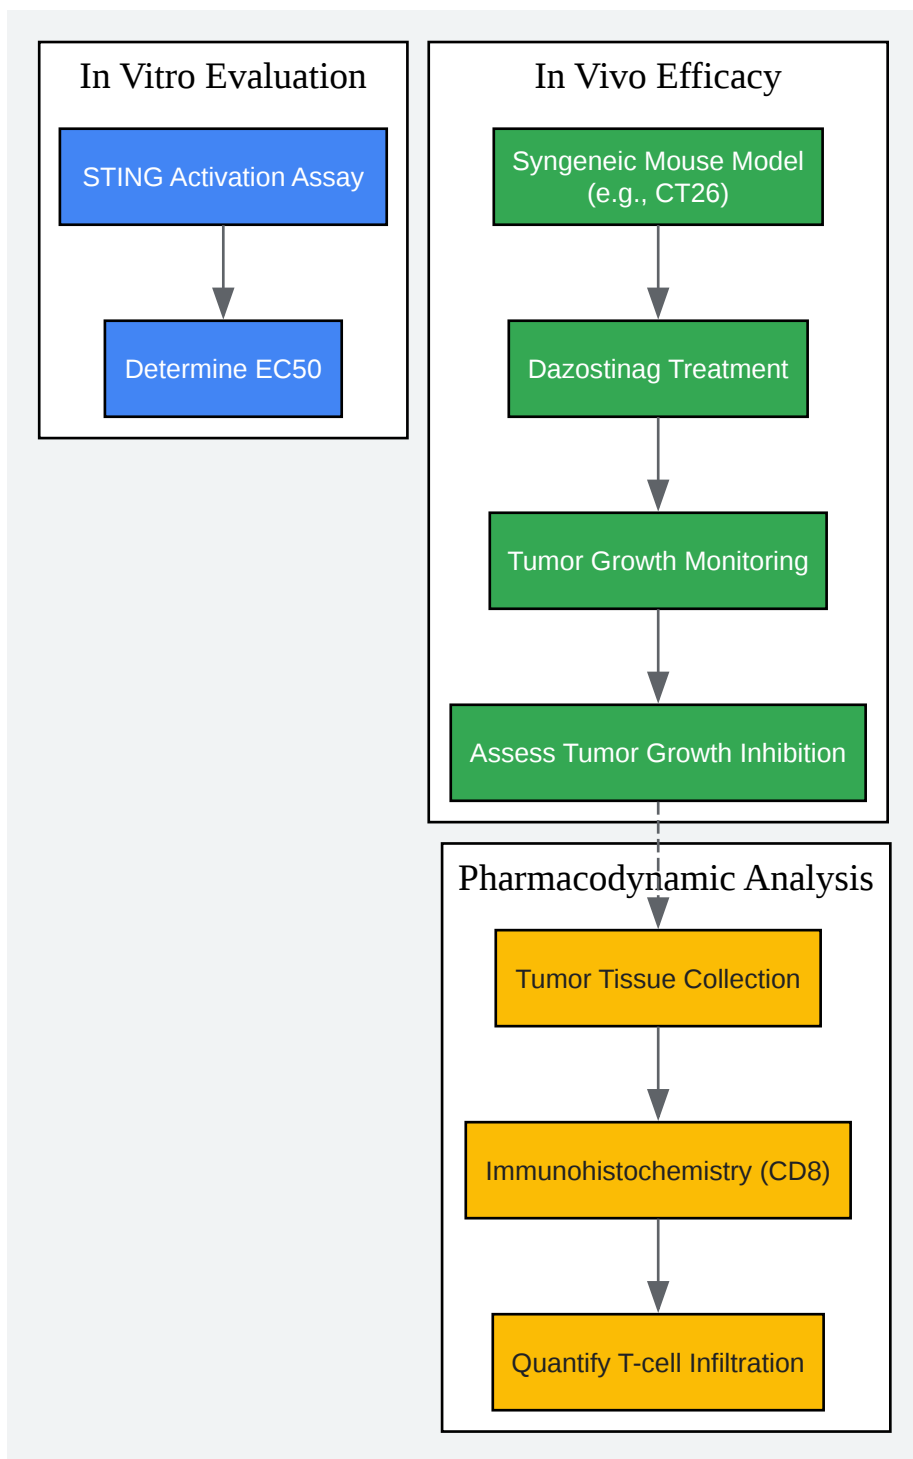 In Vitro Evaluation
STING Activation Assay
Determine EC50
In Vivo Efficacy
Syngeneic Mouse Model
(e.g., CT26)
Dazostinag Treatment
Tumor Growth Monitoring
Assess Tumor Growth Inhibition
Pharmacodynamic Analysis
Tumor Tissue Collection
Immunohistochemistry (CD8)
Quantify T-cell Infiltration